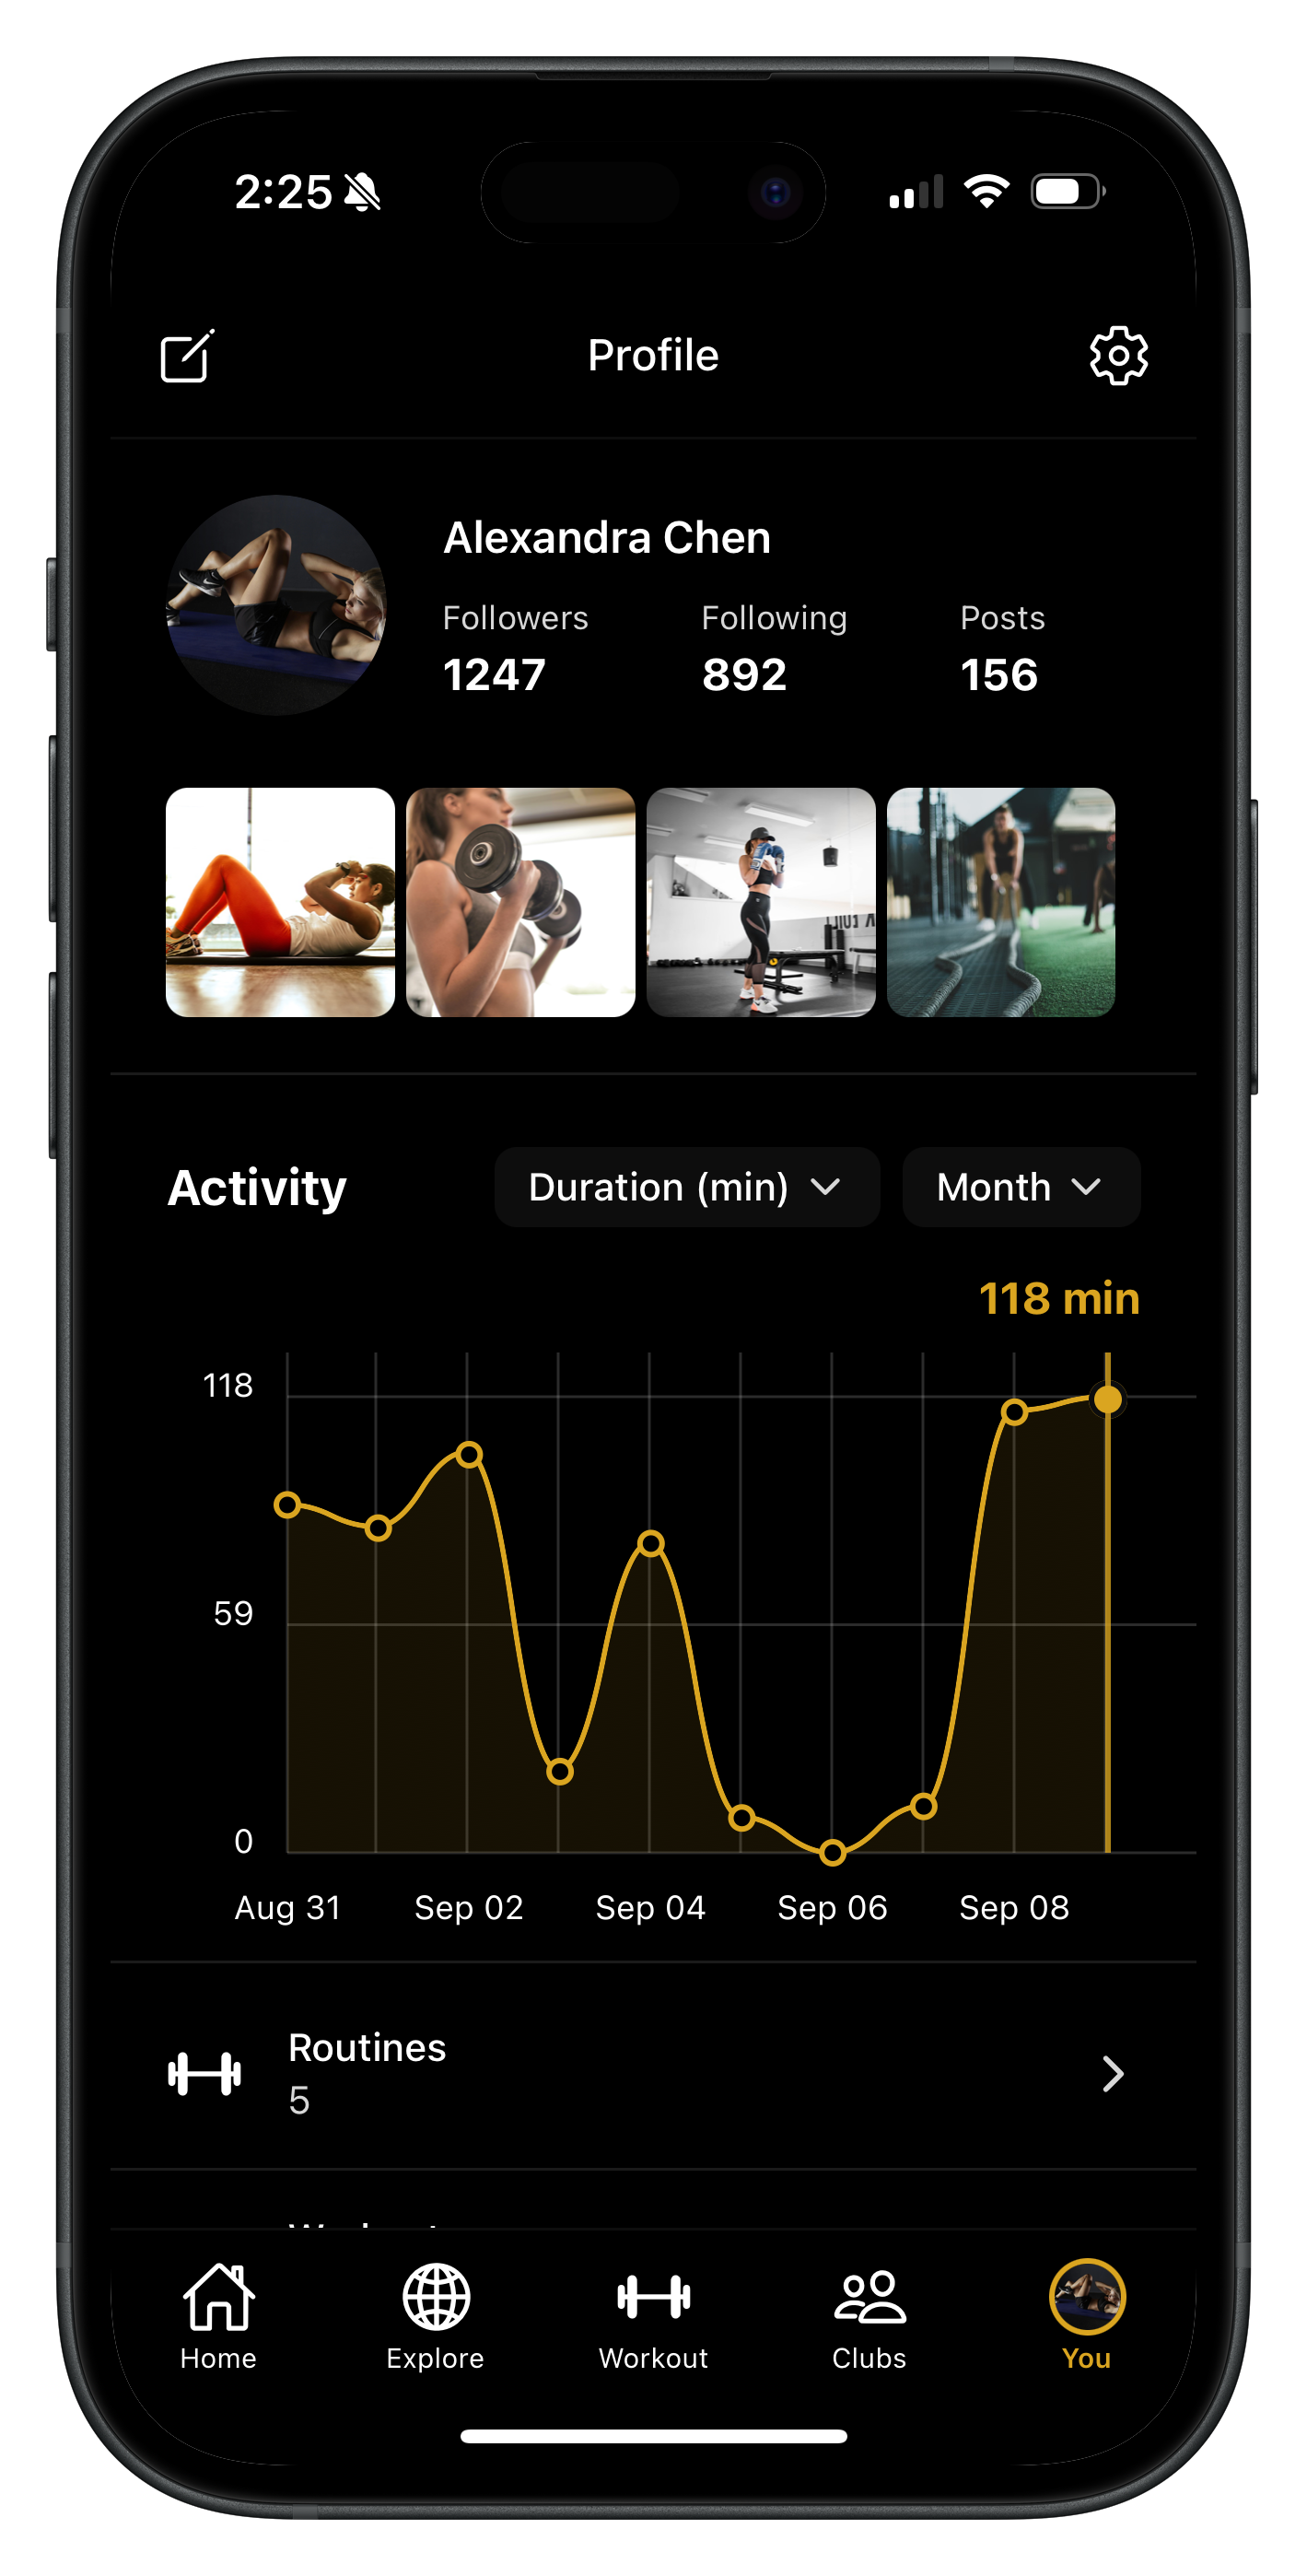 2:25
Profile
Alexandra Chen
Followers Following Posts
1247 892 156
Activity Duration (min) Month
118 min
118
59
0
Aug 31 Sep 02 Sep 04 Sep 06 Sep 08
Routines
5
Home Explore Workout Clubs You